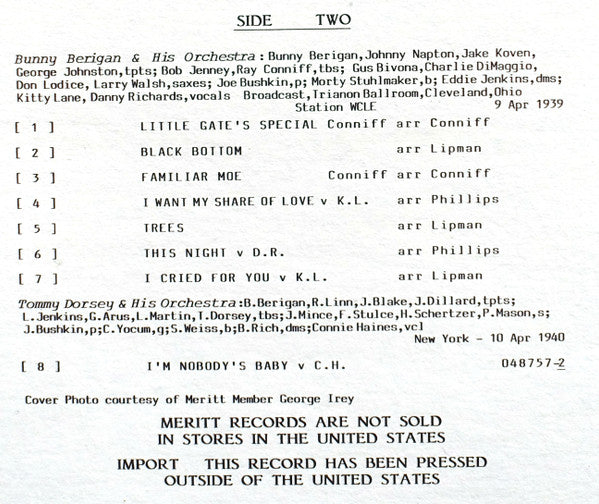 SIDE TWO
Bunny Berigan & His Orchestra: Bunny Berigan, Johnny Napton, Jake Koven,
George Johnston, tpts; Bob Jenney, Ray Conniff, tbs; Gus Bivona, Charlie DiMaggio,
Don Lodice, Larry Walsh, saxes; Joe Bushkin, p; Morty Stuhlmaker, b; Eddie Jenkins, dms;
Kitty Lane, Danny Richards, vocals Broadcast, Trianon Ballroom, Cleveland, Ohio
Station WCLE 9 Apr 1939
[ 1 ] LITTLE GATE'S SPECIAL Conniff arr Conniff
[ 2 ] BLACK BOTTOM arr Lipman
[ 3 ] FAMILIAR MOE Conniff arr Conniff
[ 4 ] I WANT MY SHARE OF LOVE v K.L. arr Phillips
[ 5 ] TREES arr Lipman
[ 6 ] THIS NIGHT v D.R. arr Phillips
[ 7 ] I CRIED FOR YOU v K.L. arr Lipman
Tommy Dorsey & His Orchestra: B.Berigan, R.Linn, J.Blake, J.Dillard, tpts;
L.Jenkins, G.Arus, L.Martin, T.Dorsey, tbs; J.Mince, F.Stulce, H.Schertzer, P.Mason, s;
J.Bushkin, p; C.Yocum, g; S.Weiss, b; B.Rich, dms; Connie Haines, vcl
New York - 10 Apr 1940
[ 8 ] I'M NOBODY'S BABY v C.H. 048757-2
Cover Photo courtesy of Meritt Member George Irey
MERITT RECORDS ARE NOT SOLD
IN STORES IN THE UNITED STATES
IMPORT THIS RECORD HAS BEEN PRESSED
OUTSIDE OF THE UNITED STATES